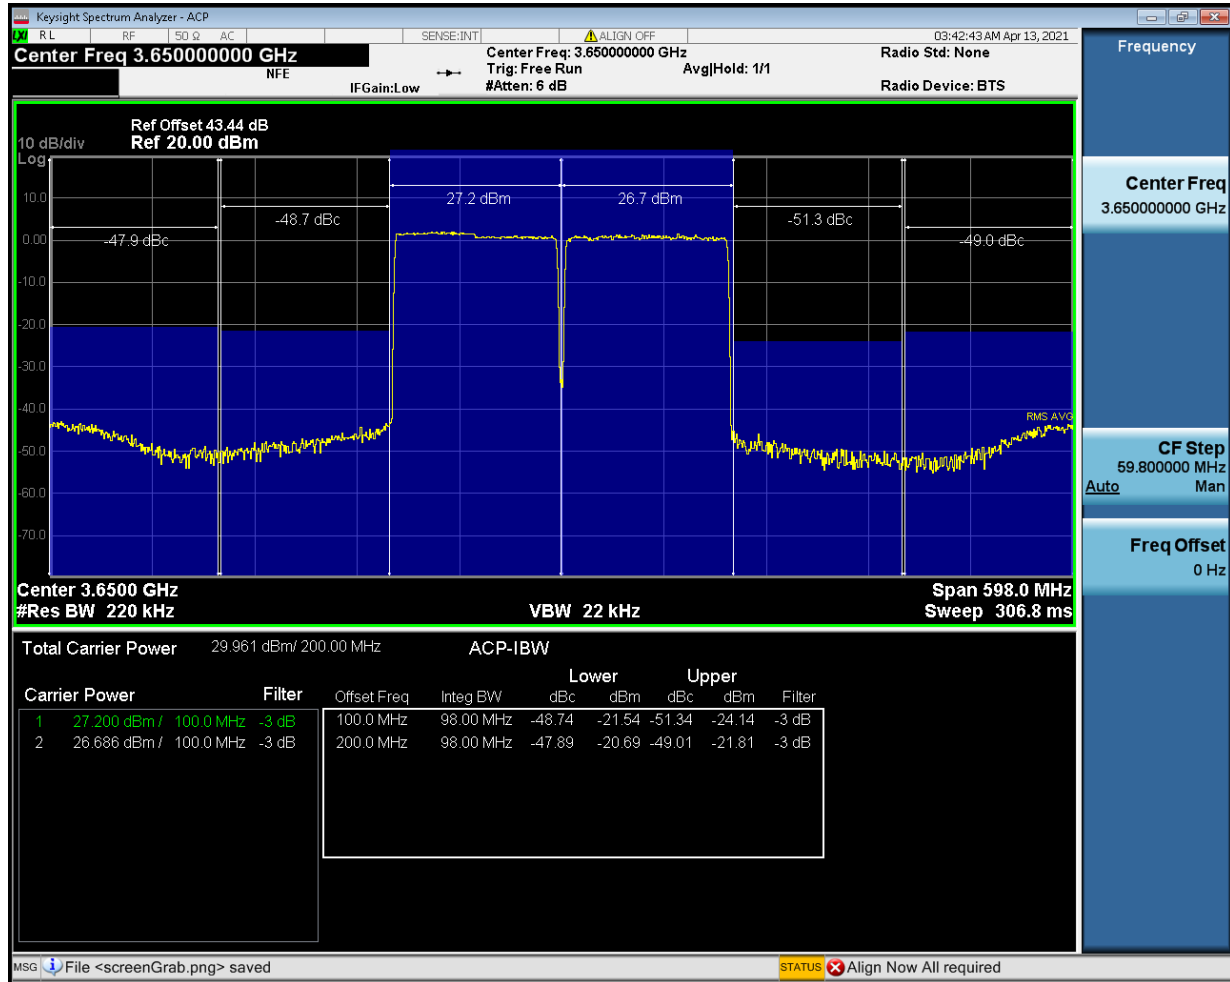 Keysight Spectrum Analyzer - ACP
LXI RL RF 50 Ω AC SENSE:INT ALIGN OFF 03:42:43 AM Apr 13, 2021
Center Freq 3.650000000 GHz
NFE
IFGain:Low
Center Freq: 3.650000000 GHz
Trig: Free Run Avg|Hold: 1/1
#Atten: 6 dB
Radio Std: None
Radio Device: BTS
Ref Offset 43.44 dB
10 dB/div Ref 20.00 dBm
Log
10.0
0.00
-10.0
-20.0
-30.0
-40.0
-50.0
-60.0
-70.0
-47.9 dBc
-48.7 dBc
27.2 dBm
26.7 dBm
-51.3 dBc
-49.0 dBc
RMS AVG
Center 3.6500 GHz Span 598.0 MHz
#Res BW 220 kHz VBW 22 kHz Sweep 306.8 ms
Total Carrier Power 29.961 dBm/ 200.00 MHz ACP-IBW
Lower Upper
Carrier Power Filter Offset Freq Integ BW dBc dBm dBc dBm Filter
1 27.200 dBm / 100.0 MHz -3 dB 100.0 MHz 98.00 MHz -48.74 -21.54 -51.34 -24.14 -3 dB
2 26.686 dBm / 100.0 MHz -3 dB 200.0 MHz 98.00 MHz -47.89 -20.69 -49.01 -21.81 -3 dB
Frequency
Center Freq
3.650000000 GHz
CF Step
59.800000 MHz
Auto Man
Freq Offset
0 Hz
MSG File <screenGrab.png> saved STATUS Align Now All required